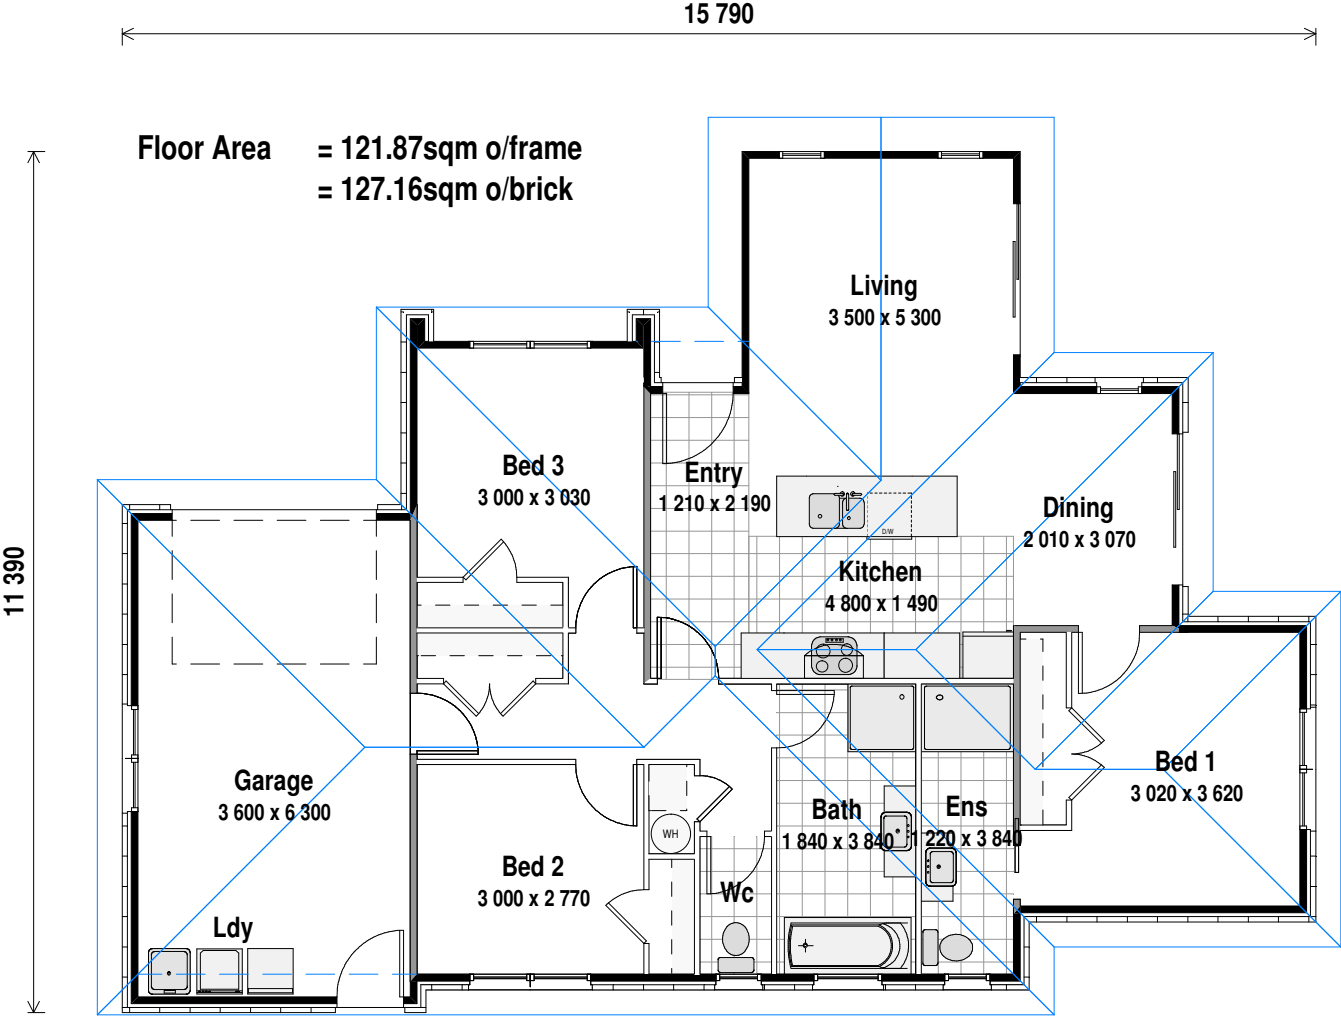 15 790
Floor Area = 121.87sqm o/frame
= 127.16sqm o/brick
11 390
Living
3 500 x 5 300
Bed 3
3 000 x 3 030
Entry
1 210 x 2 190
D/W
Dining
2 010 x 3 070
Kitchen
4 800 x 1 490
Garage
3 600 x 6 300
Bed 1
3 020 x 3 620
Bath
1 840 x 3 840
Ens
1 220 x 3 840
WH
Bed 2
3 000 x 2 770
Wc
Ldy